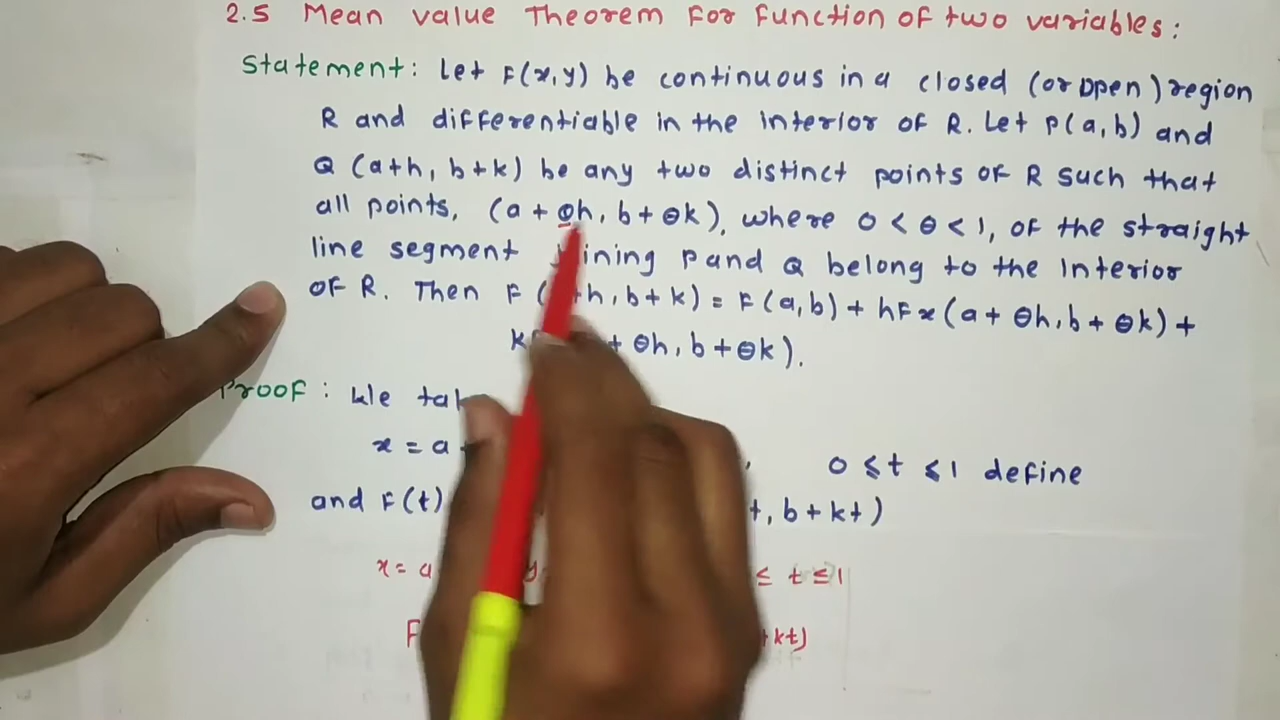 2.5 Mean value Theorem for function of two variables:
Statement: Let F(x,y) be continuous in a closed (or open) region
R and differentiable in the interior of R. Let P(a,b) and
Q (a+h, b+k) be any two distinct points of R such that
all points, (a + θh, b + θk), where 0 < θ < 1, of the straight
line segment joining P and Q belong to the Interior
of R. Then F ( +h, b+k) = F(a,b) + hFx(a + θh, b + θk) +
k + θh, b + θk).
Proof: We
x = a 0 ≤ t ≤ 1 define
and F(t) t, b + kt)
x = a y ≤ t ≤ 1
F +kt)